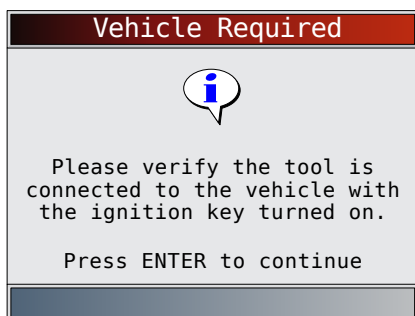 Vehicle Required
i
Please verify the tool is
connected to the vehicle with
the ignition key turned on.
Press ENTER to continue